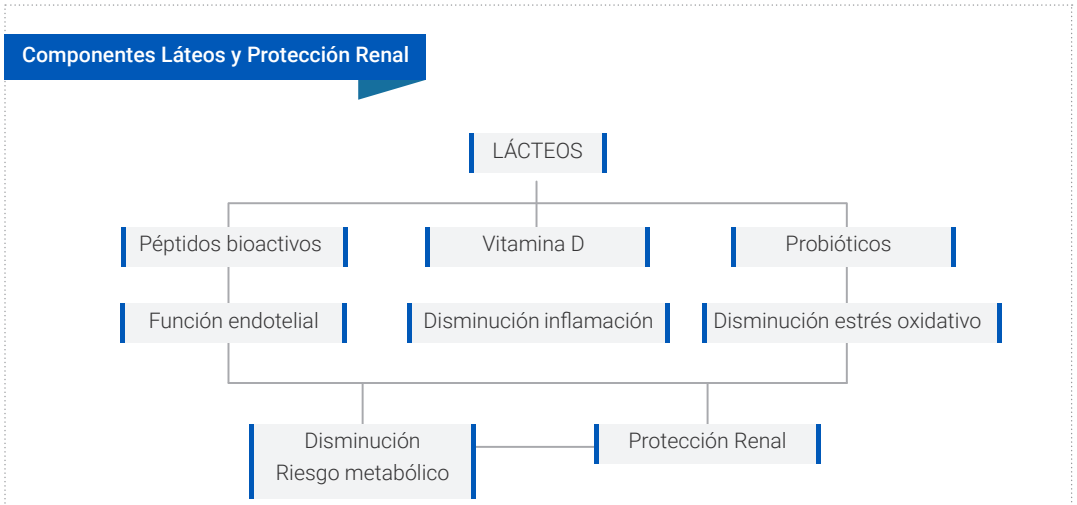 Componentes Láteos y Protección Renal
LÁCTEOS
Péptidos bioactivos
Vitamina D
Probióticos
Función endotelial
Disminución inflamación
Disminución estrés oxidativo
Disminución
Riesgo metabólico
Protección Renal